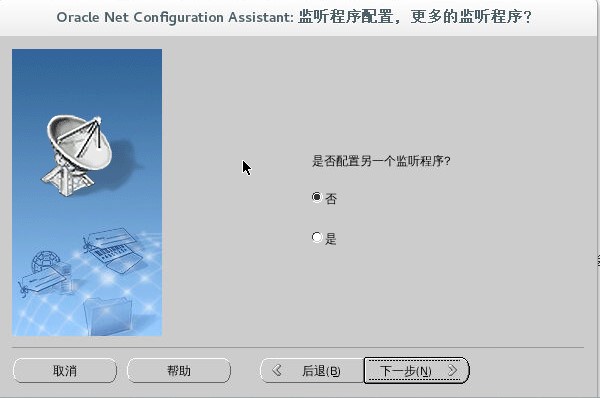 Oracle Net Configuration Assistant: 监听程序配置，更多的监听程序?
是否配置另一个监听程序?
否
是
取消
帮助
后退(B)
下一步(N)